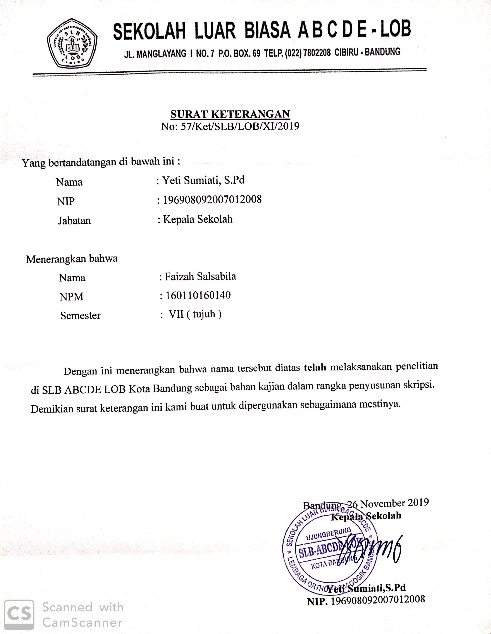 SEKOLAH LUAR BIASA A B C D E - LOB
JL. MANGLAYANG I NO. 7 P.O. BOX. 69 TELP. (022) 7802208 CIBIRU - BANDUNG
SURAT KETERANGAN
No: 57/Ket/SLB/LOB/XI/2019
Yang bertandatangan di bawah ini :
Nama : Yeti Sumiati, S.Pd
NIP : 196908092007012008
Jabatan : Kepala Sekolah
Menerangkan bahwa
Nama : Faizah Salsabila
NPM : 160110160140
Semester : VII ( tujuh )
Dengan ini menerangkan bahwa nama tersebut diatas telah melaksanakan penelitian
di SLB ABCDE LOB Kota Bandung sebagai bahan kajian dalam rangka penyusunan skripsi.
Demikian surat keterangan ini kami buat untuk dipergunakan sebagaimana mestinya.
Bandung, 26 November 2019
Kepala Sekolah
SEKOLAH LUAR
UJUNGBERUNG
SLB-ABCDE
KOTA BANDUNG
LEMBAGA
Yeti Sumiati,S.Pd
NIP. 196908092007012008
CS Scanned with
CamScanner